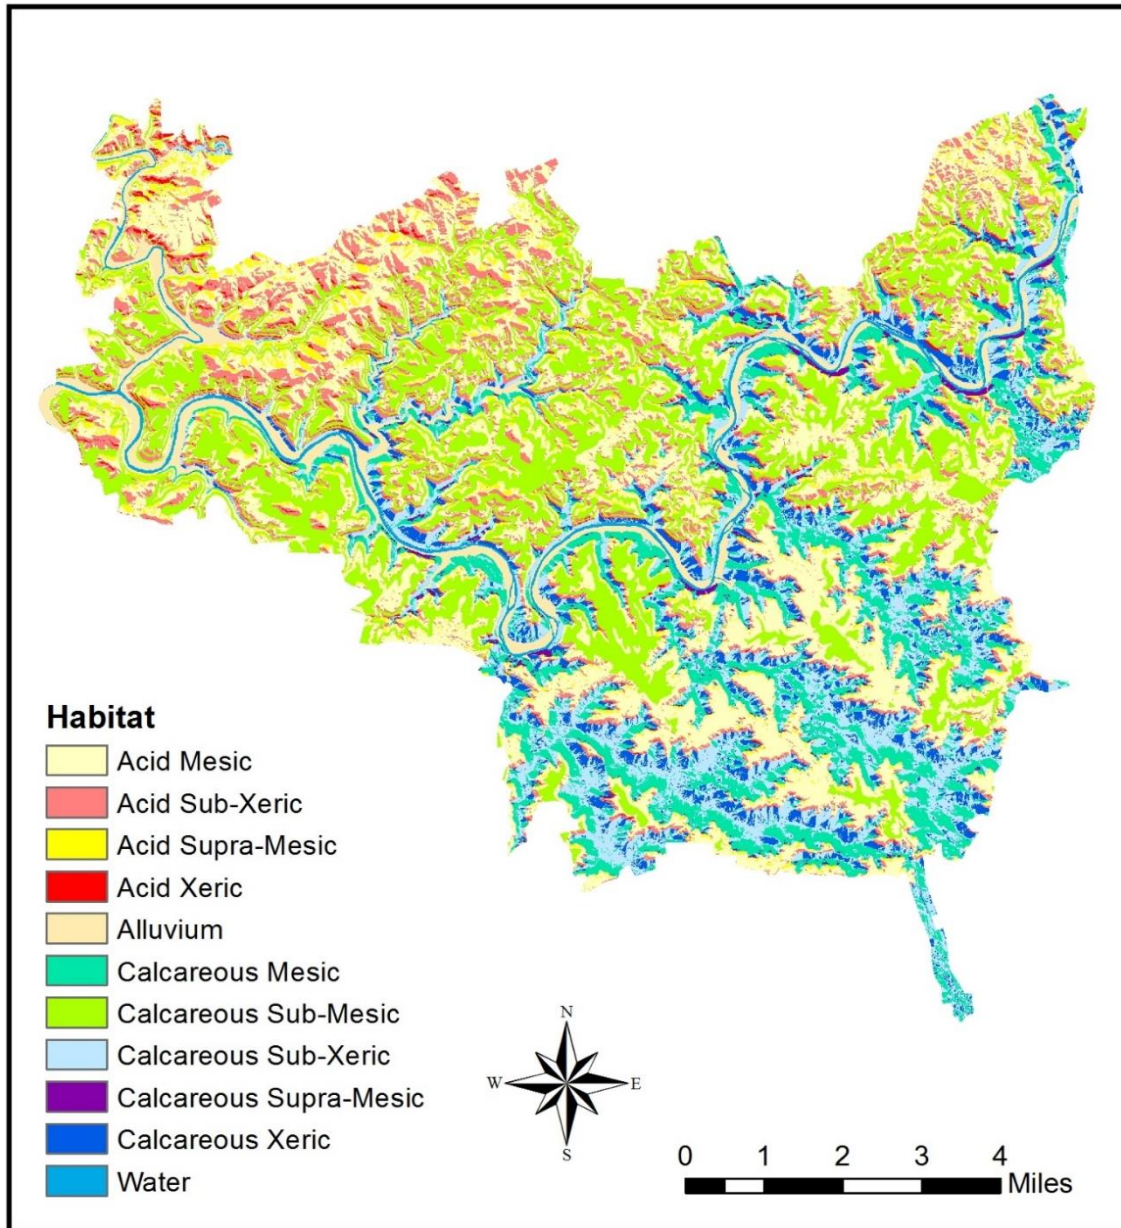 Habitat
Acid Mesic
Acid Sub-Xeric
Acid Supra-Mesic
Acid Xeric
Alluvium
Calcareous Mesic
Calcareous Sub-Mesic
Calcareous Sub-Xeric
Calcareous Supra-Mesic
Calcareous Xeric
Water
N
W E
S
0 1 2 3 4
Miles